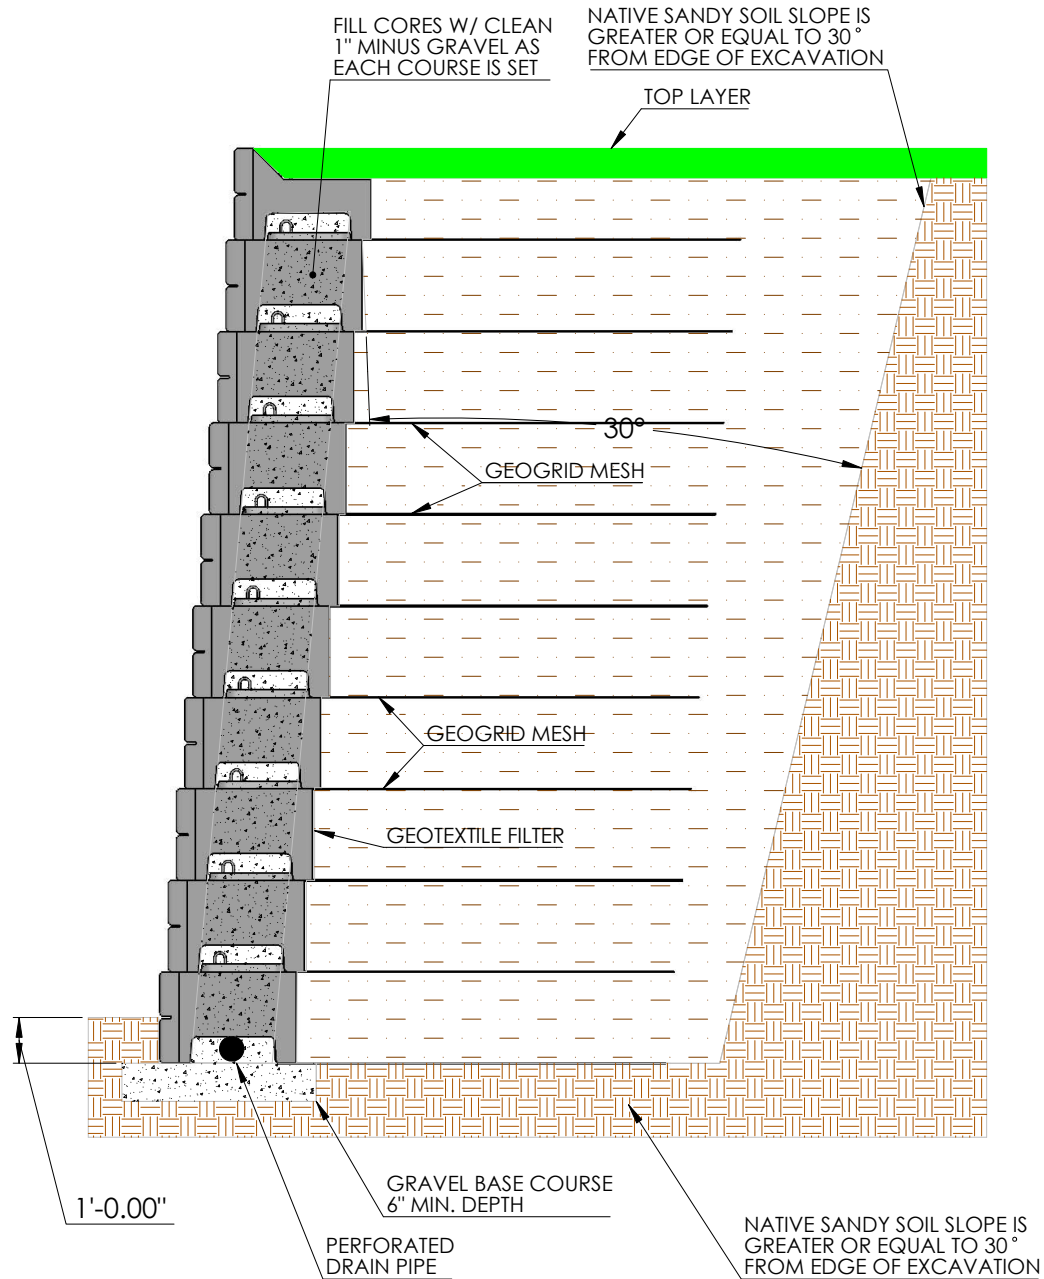 FILL CORES W/ CLEAN
1" MINUS GRAVEL AS
EACH COURSE IS SET
NATIVE SANDY SOIL SLOPE IS
GREATER OR EQUAL TO 30°
FROM EDGE OF EXCAVATION
TOP LAYER
30°
GEOGRID MESH
GEOGRID MESH
GEOTEXTILE FILTER
1'-0.00"
GRAVEL BASE COURSE
6" MIN. DEPTH
PERFORATED
DRAIN PIPE
NATIVE SANDY SOIL SLOPE IS
GREATER OR EQUAL TO 30°
FROM EDGE OF EXCAVATION